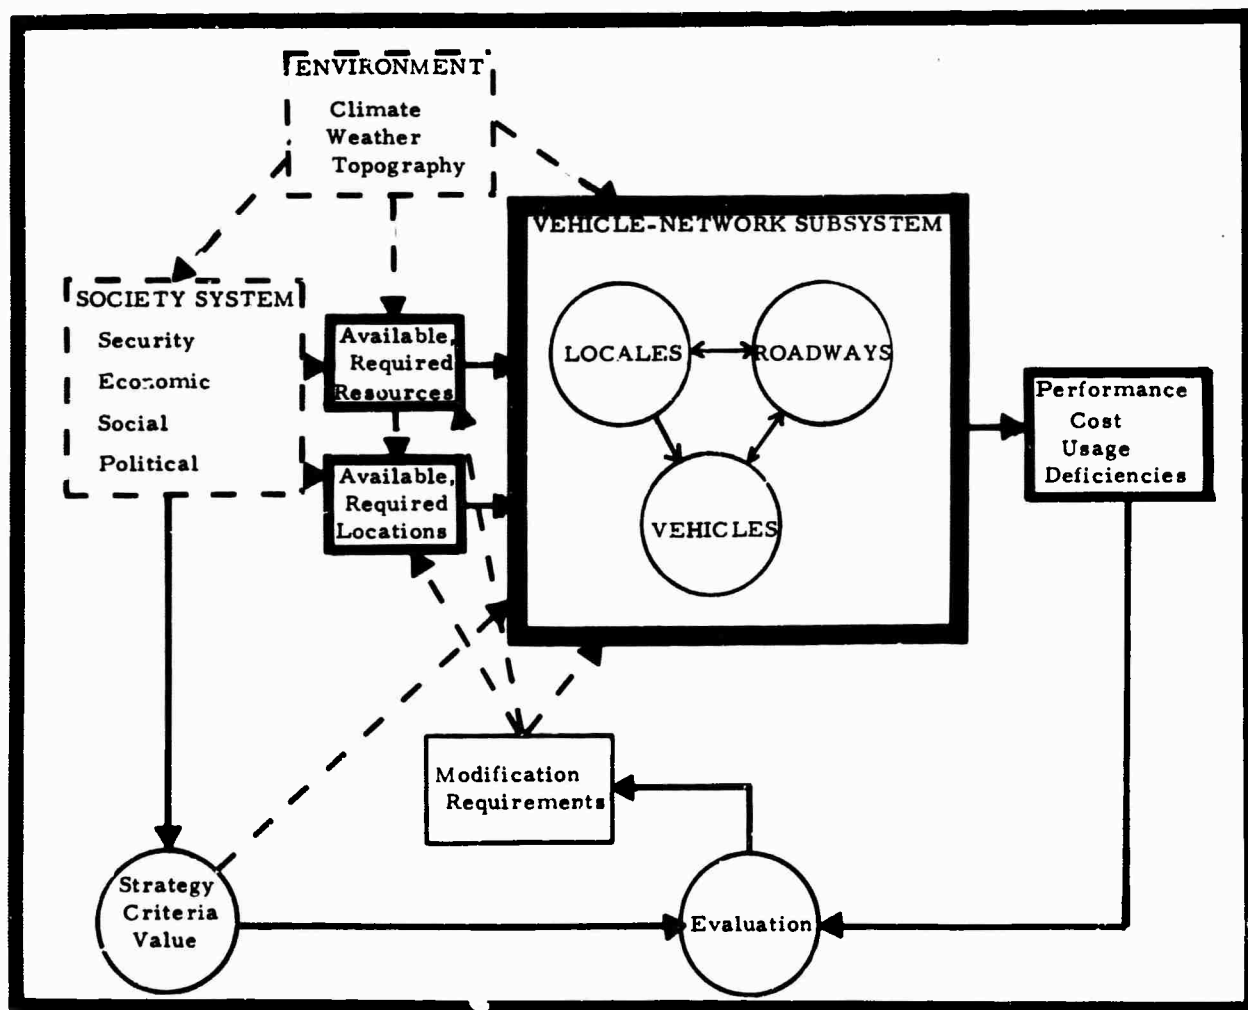 ENVIRONMENT
Climate
Weather
Topography
VEHICLE-NETWORK SUBSYSTEM
SOCIETY SYSTEM
Security
Economic
Social
Political
Available,
Required
Resources
Available,
Required
Locations
LOCALES
ROADWAYS
VEHICLES
Performance
Cost
Usage
Deficiencies
Modification
Requirements
Strategy
Criteria
Value
Evaluation